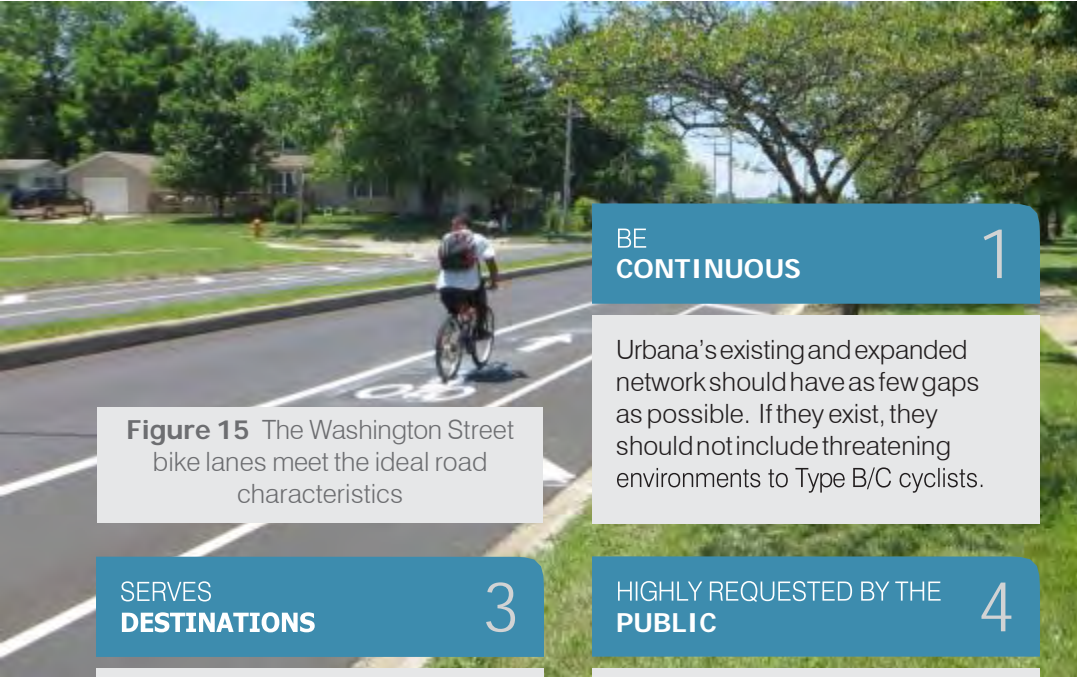 BE
CONTINUOUS
1
Urbana's existing and expanded
network should have as few gaps
as possible. If they exist, they
should not include threatening
environments to Type B/C cyclists.
Figure 15 The Washington Street
bike lanes meet the ideal road
characteristics
SERVES
DESTINATIONS
3
HIGHLY REQUESTED BY THE
PUBLIC
4